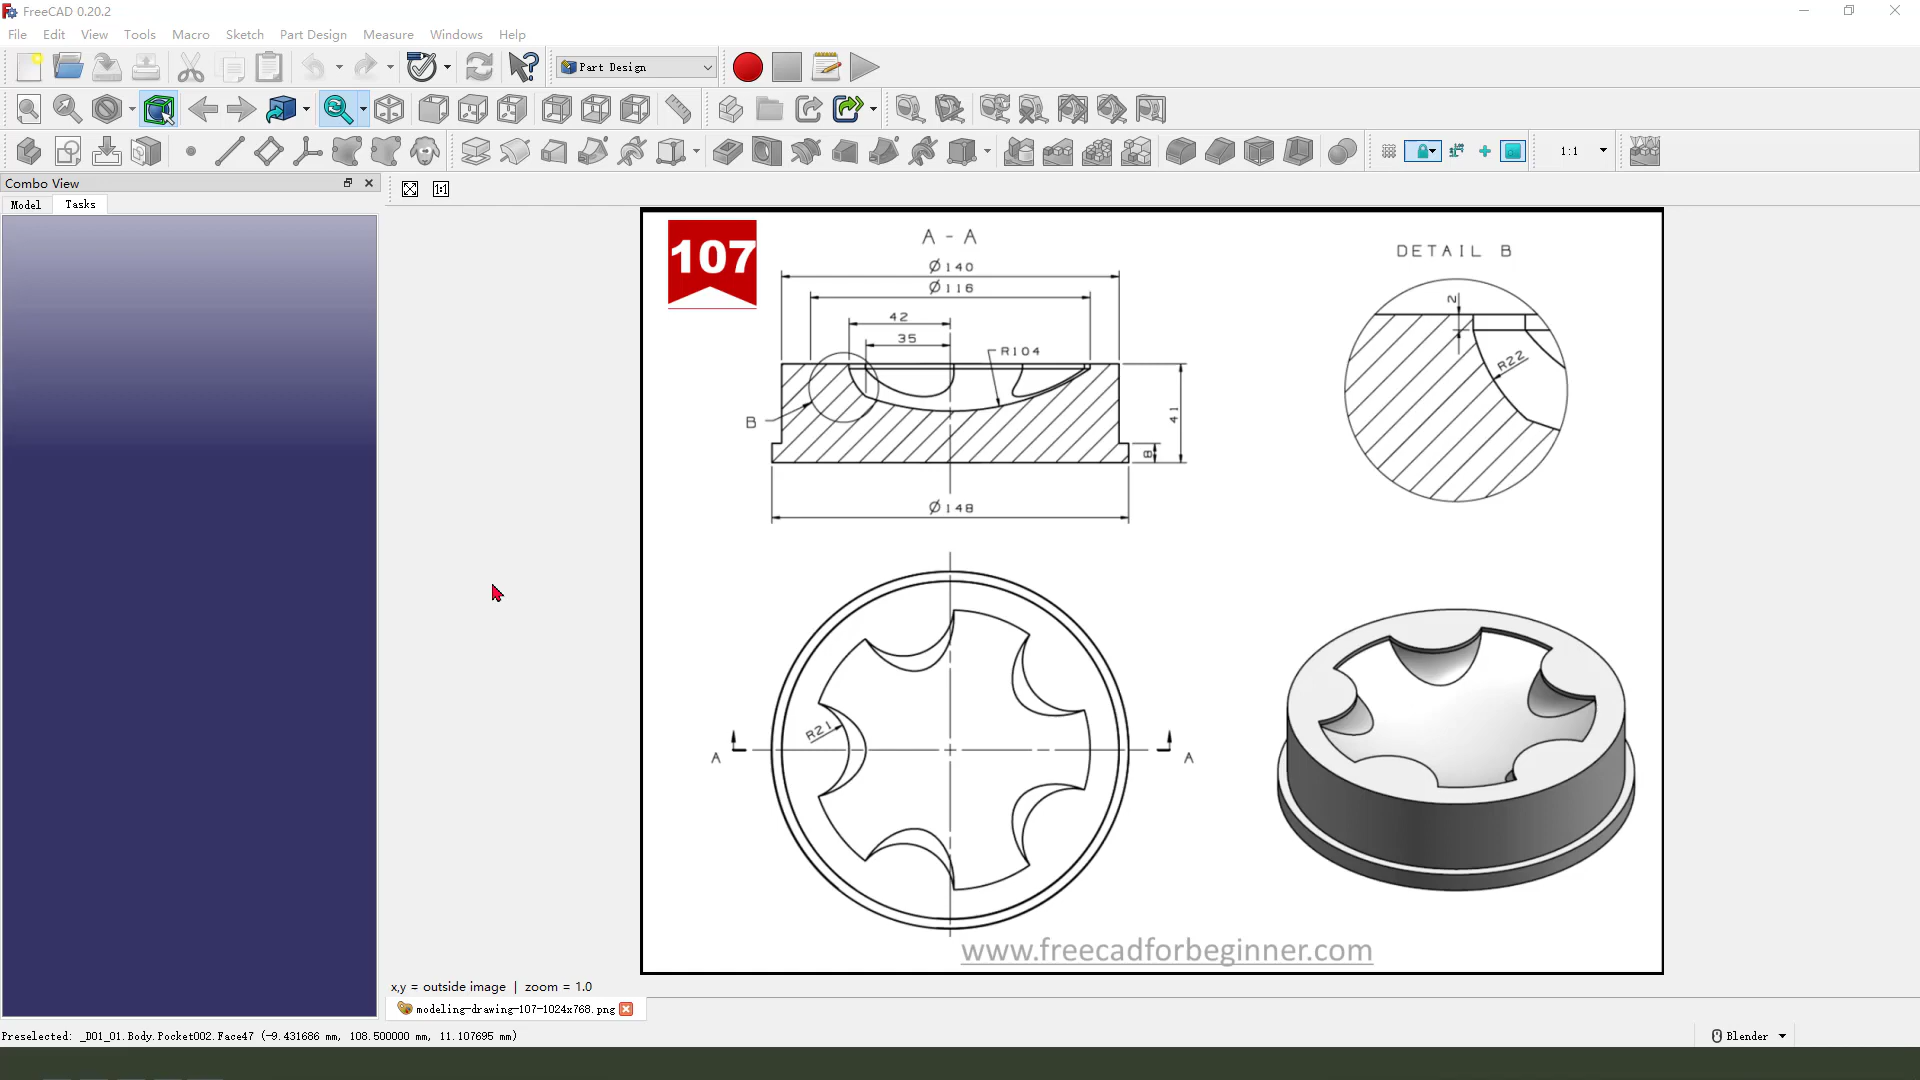 FreeCAD 0.20.2
File Edit View Tools Macro Sketch Part Design Measure Windows Help
Part Design
1:1
Combo View
1:1
Model Tasks
107
A - A
Ø140
Ø116
42
35
R104
B
41
8
Ø148
DETAIL B
2
R22
R21
A
A
www.freecadforbeginner.com
x,y = outside image | zoom = 1.0
modeling-drawing-107-1024x768.png
Preselected: _D01_01.Body.Pocket002.Face47 (-9.431686 mm, 108.500000 mm, 11.107695 mm)
Blender